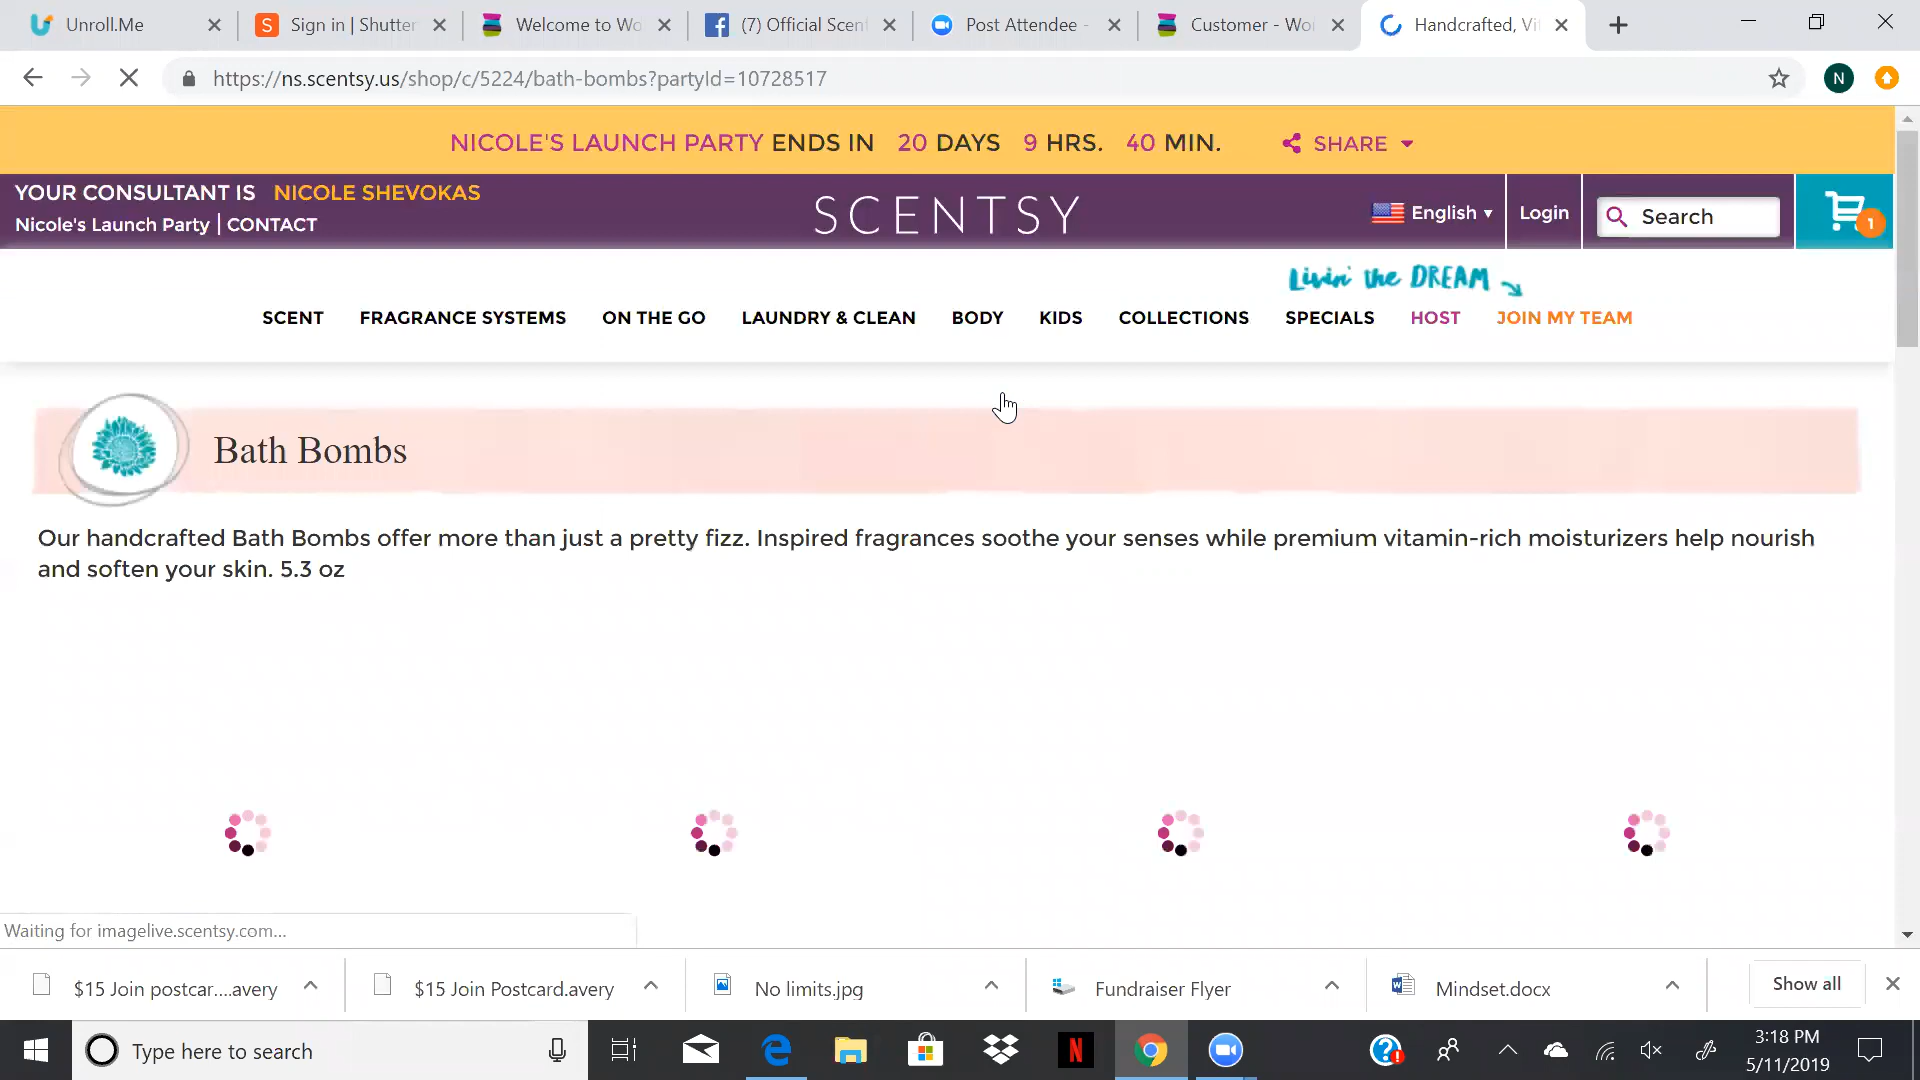 Unroll.Me
Sign in | Shutter
Welcome to Wo
(7) Official Scent
Post Attendee -
Customer - Wo
Handcrafted, Vit
https://ns.scentsy.us/shop/c/5224/bath-bombs?partyId=10728517
N
NICOLE'S LAUNCH PARTY ENDS IN 20 DAYS 9 HRS. 40 MIN. SHARE
YOUR CONSULTANT IS NICOLE SHEVOKAS
Nicole's Launch Party | CONTACT
SCENTSY
English
Login
Search
1
Livin' the DREAM
SCENT FRAGRANCE SYSTEMS ON THE GO LAUNDRY & CLEAN BODY KIDS COLLECTIONS SPECIALS HOST JOIN MY TEAM
Bath Bombs
Our handcrafted Bath Bombs offer more than just a pretty fizz. Inspired fragrances soothe your senses while premium vitamin-rich moisturizers help nourish
and soften your skin. 5.3 oz
Waiting for imagelive.scentsy.com...
$15 Join postcar....avery
$15 Join Postcard.avery
No limits.jpg
Fundraiser Flyer
Mindset.docx
Show all
Type here to search
3:18 PM
5/11/2019